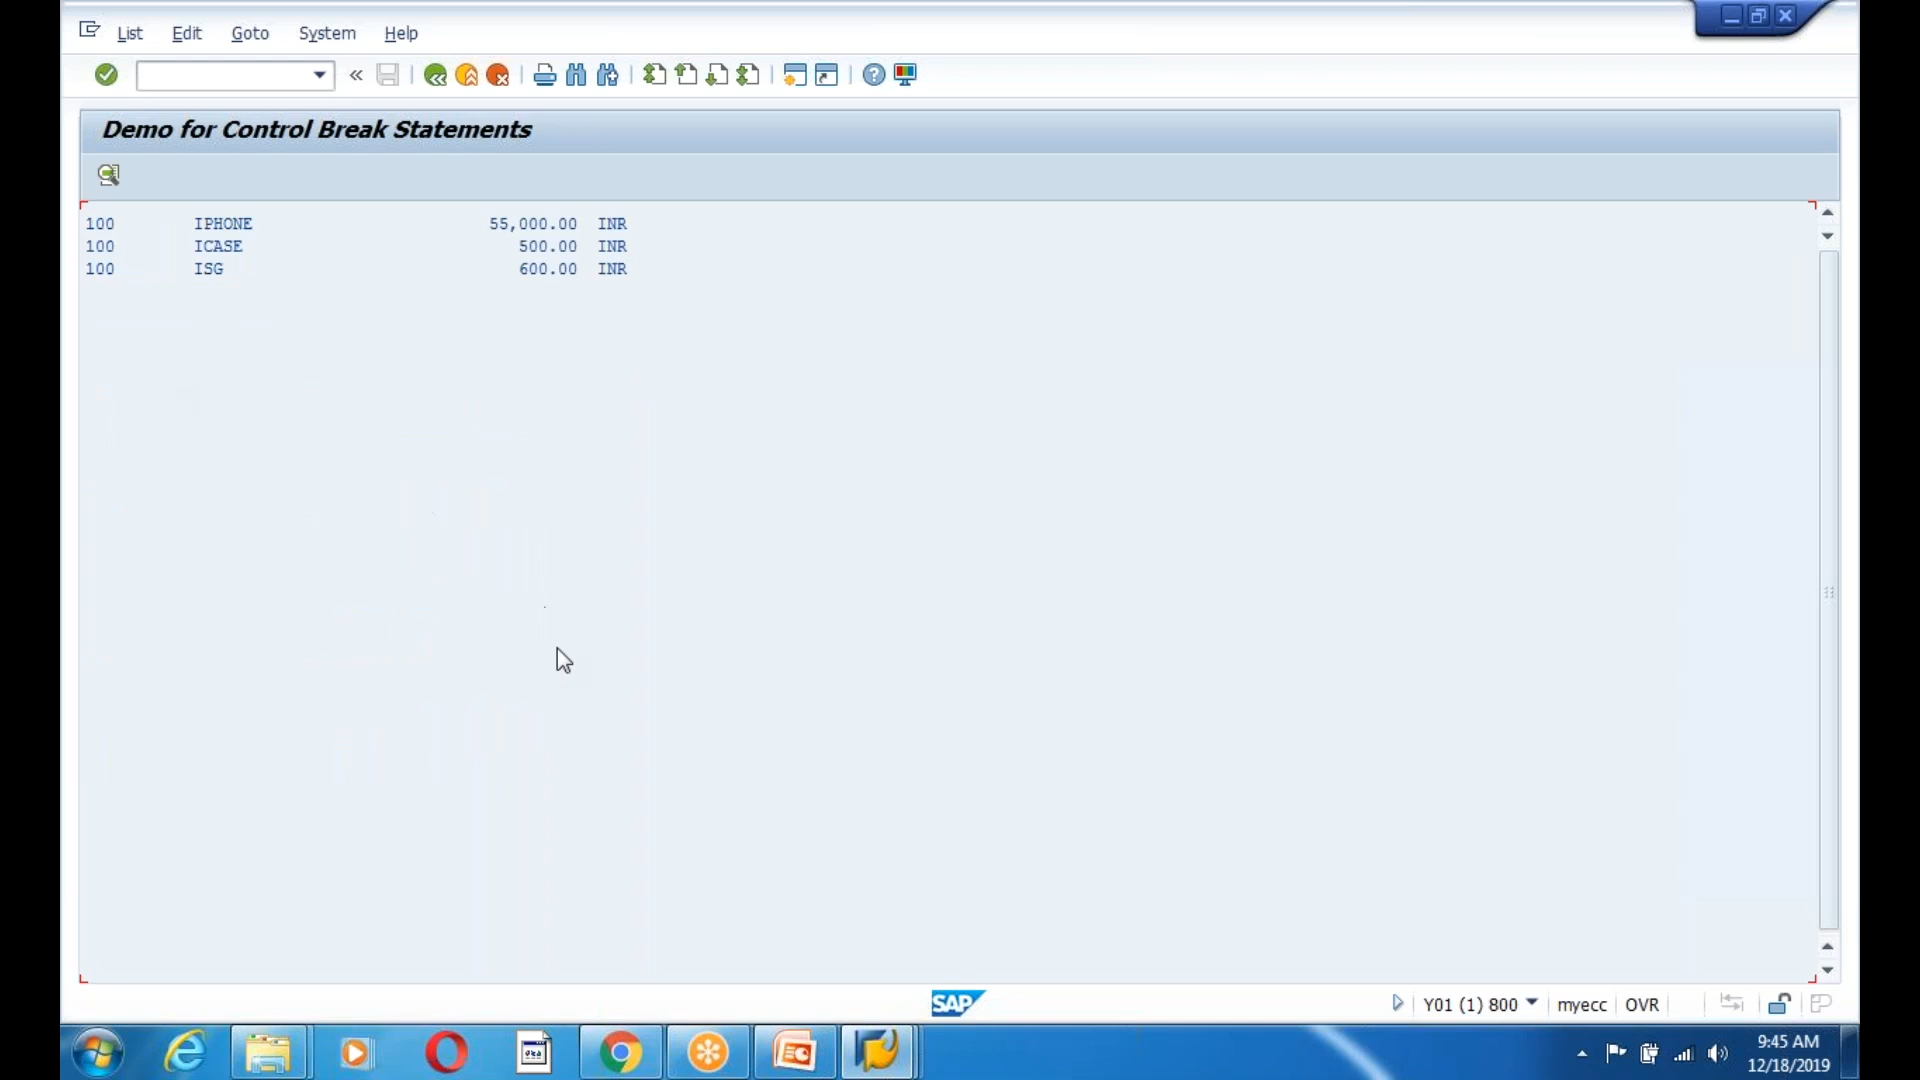 List Edit Goto System Help
Demo for Control Break Statements
100 IPHONE 55,000.00 INR
100 ICASE 500.00 INR
100 ISG 600.00 INR
SAP
Y01 (1) 800 myecc OVR
9:45 AM
12/18/2019